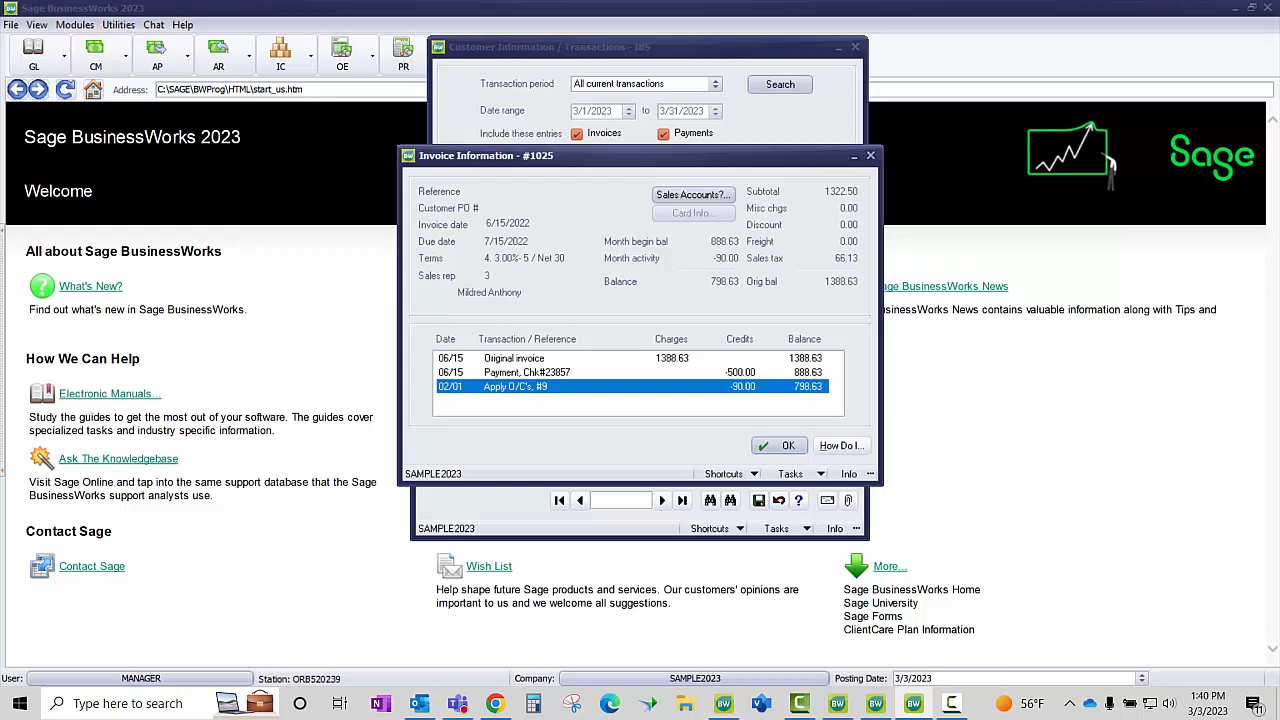 Sage BusinessWorks 2023
File View Modules Utilities Chat Help
GL CM AP AR IC OE PR
Address: C:\SAGE\BWProg\HTML\start_us.htm
Customer Information / Transactions - IBS
Transaction period All current transactions Search
Date range 3/1/2023 to 3/31/2023
Include these entries Invoices Payments
Sage BusinessWorks 2023
Welcome
Sage
Invoice Information - #1025
Reference Sales Accounts?... Subtotal 1322.50
Customer PO # Card Info... Misc chgs 0.00
Invoice date 6/15/2022 Discount 0.00
Due date 7/15/2022 Month begin bal 888.63 Freight 0.00
Terms 4. 3.00%- 5 / Net 30 Month activity -90.00 Sales tax 66.13
Sales rep 3 Balance 798.63 Orig bal 1388.63
Mildred Anthony
Date Transaction / Reference Charges Credits Balance
06/15 Original invoice 1388.63 1388.63
06/15 Payment, Chk#23857 -500.00 888.63
02/01 Apply O/C's, #9 -90.00 798.63
OK How Do I...
SAMPLE2023 Shortcuts Tasks Info
SAMPLE2023 Shortcuts Tasks Info
All about Sage BusinessWorks
What's New?
Find out what's new in Sage BusinessWorks.
How We Can Help
Electronic Manuals...
Study the guides to get the most out of your software. The guides cover
specialized tasks and industry specific information.
Ask The Knowledgebase
Visit Sage Online and tap into the same support database that the Sage
BusinessWorks support analysts use.
Contact Sage
Contact Sage
age BusinessWorks News
sinessWorks News contains valuable information along with Tips and
Wish List
Help shape future Sage products and services. Our customers' opinions are
important to us and we welcome all suggestions.
More...
Sage BusinessWorks Home
Sage University
Sage Forms
ClientCare Plan Information
User: MANAGER Station: ORB520239 Company: SAMPLE2023 Posting Date: 3/3/2023
Type here to search
56°F
1:40 PM
3/3/2023